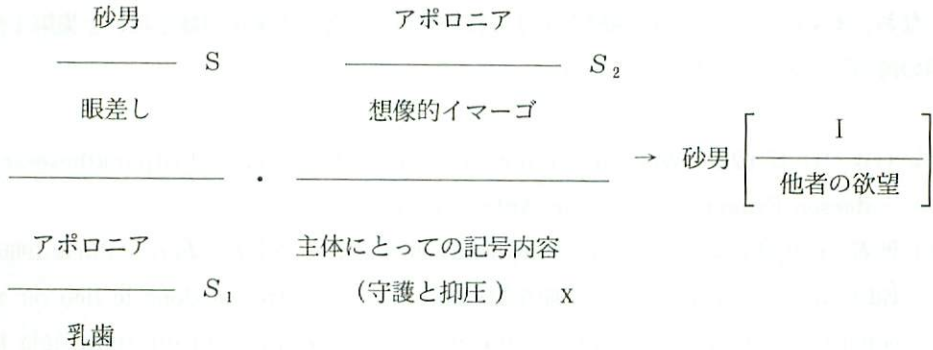 砂男 アポロニア
S S₂
眼差し 想像的イマーゴ
→ 砂男 [ I
・
他者の欲望 ]
アポロニア 主体にとっての記号内容
S₁ (守護と抑圧) x
乳歯